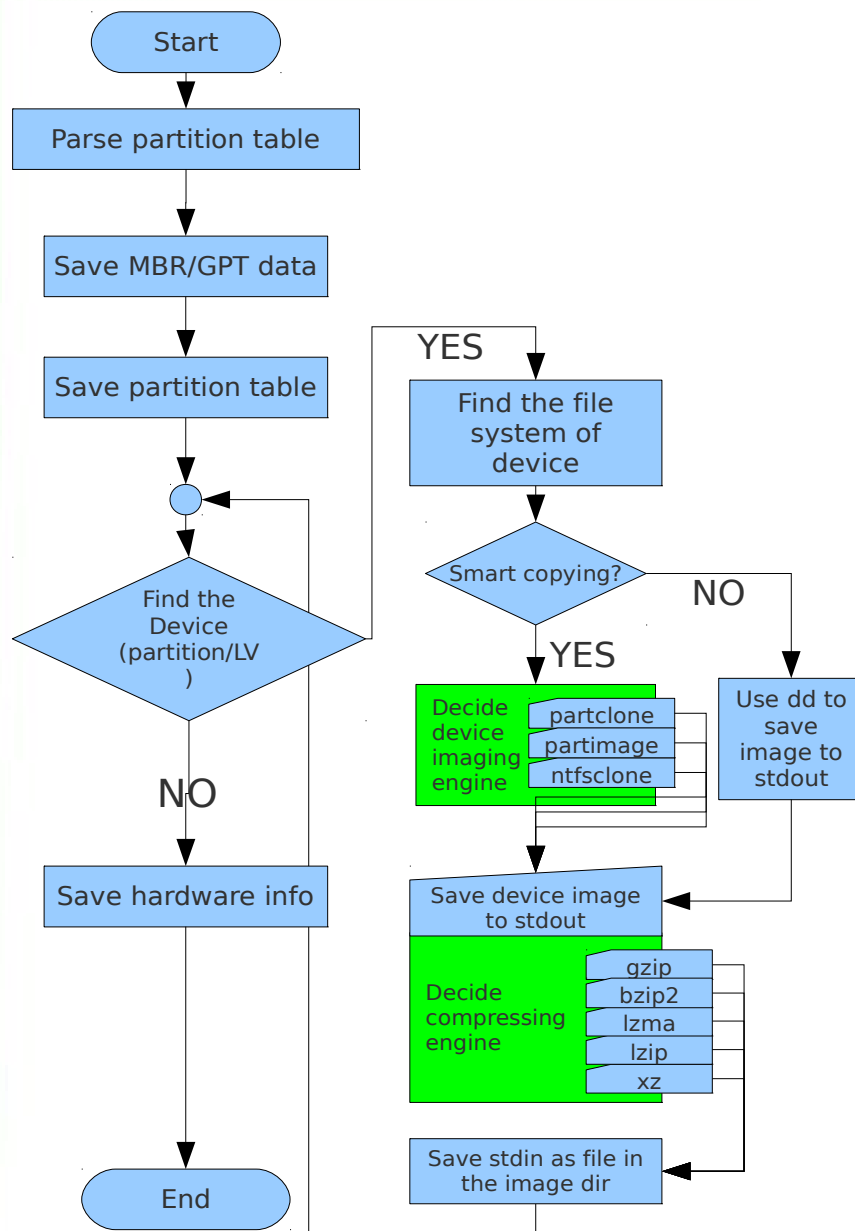 Start
Parse partition table
Save MBR/GPT data
Save partition table
Find the
Device
(partition/LV
)
NO
Save hardware info
End
YES
Find the file
system of
device
Smart copying?
NO
YES
Decide
device
imaging
engine
partclone
partimage
ntfsclone
Use dd to
save
image to
stdout
Save device image
to stdout
Decide
compressing
engine
gzip
bzip2
lzma
lzip
xz
Save stdin as file in
the image dir